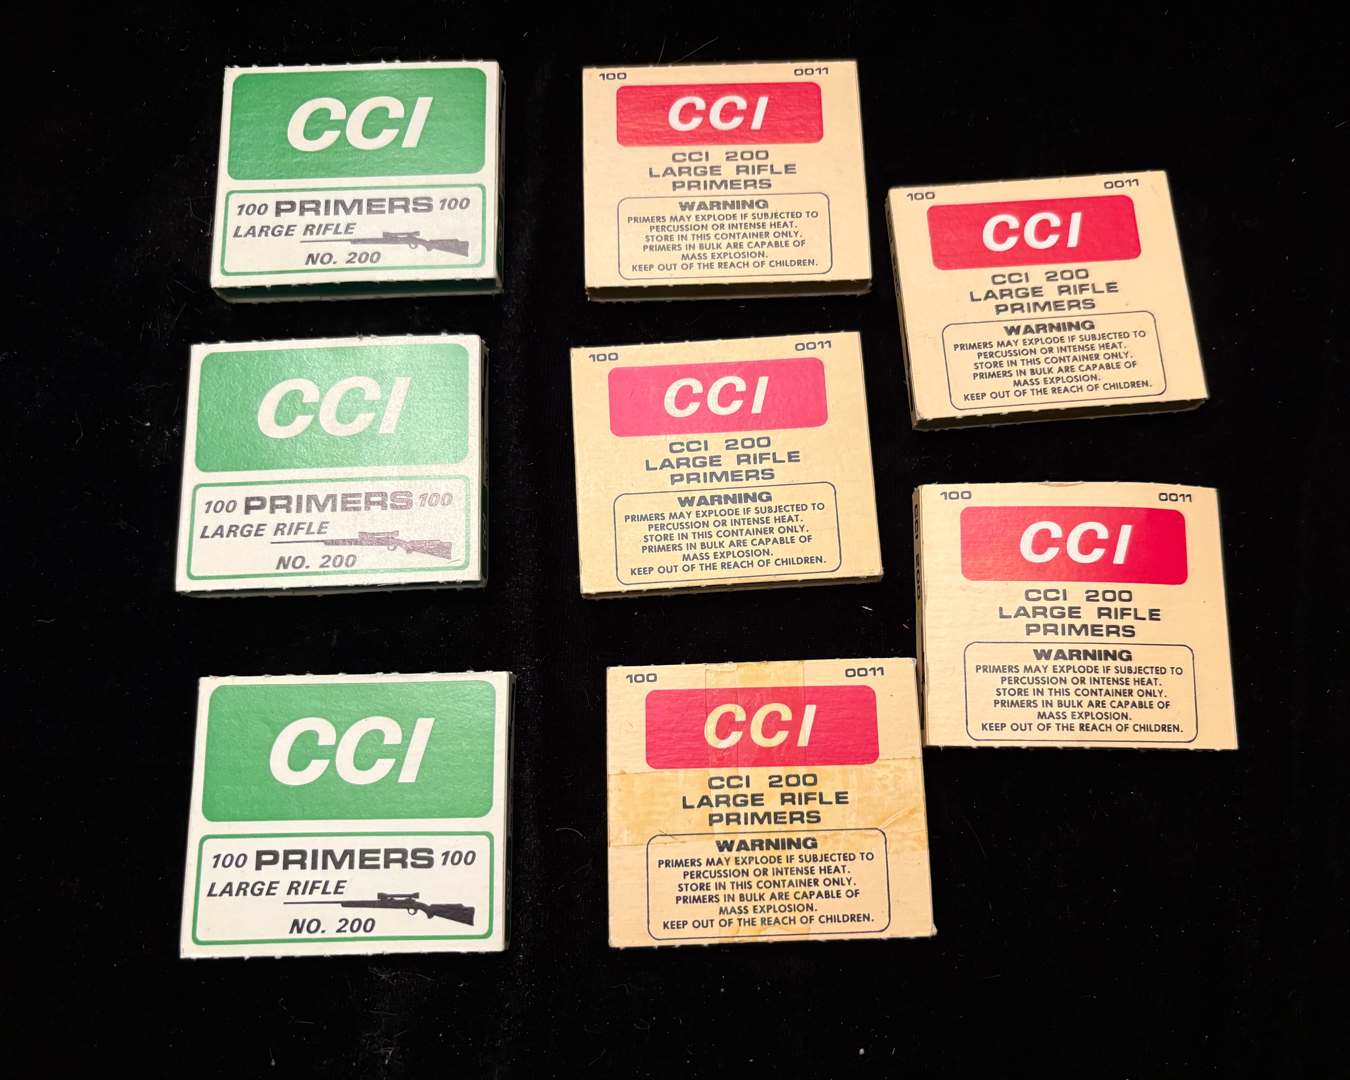 CCI
100 PRIMERS 100
LARGE RIFLE
NO. 200
CCI
100 PRIMERS 100
LARGE RIFLE
NO. 200
CCI
100 PRIMERS 100
LARGE RIFLE
NO. 200
100 0011
CCI
CCI 200
LARGE RIFLE
PRIMERS
WARNING
PRIMERS MAY EXPLODE IF SUBJECTED TO
PERCUSSION OR INTENSE HEAT.
STORE IN THIS CONTAINER ONLY.
PRIMERS IN BULK ARE CAPABLE OF
MASS EXPLOSION.
KEEP OUT OF THE REACH OF CHILDREN.
100 0011
CCI
CCI 200
LARGE RIFLE
PRIMERS
WARNING
PRIMERS MAY EXPLODE IF SUBJECTED TO
PERCUSSION OR INTENSE HEAT.
STORE IN THIS CONTAINER ONLY.
PRIMERS IN BULK ARE CAPABLE OF
MASS EXPLOSION.
KEEP OUT OF THE REACH OF CHILDREN.
100 0011
CCI
CCI 200
LARGE RIFLE
PRIMERS
WARNING
PRIMERS MAY EXPLODE IF SUBJECTED TO
PERCUSSION OR INTENSE HEAT.
STORE IN THIS CONTAINER ONLY.
PRIMERS IN BULK ARE CAPABLE OF
MASS EXPLOSION.
KEEP OUT OF THE REACH OF CHILDREN.
100 0011
CCI
CCI 200
LARGE RIFLE
PRIMERS
WARNING
PRIMERS MAY EXPLODE IF SUBJECTED TO
PERCUSSION OR INTENSE HEAT.
STORE IN THIS CONTAINER ONLY.
PRIMERS IN BULK ARE CAPABLE OF
MASS EXPLOSION.
KEEP OUT OF THE REACH OF CHILDREN.
100 0011
CCI
CCI 200
LARGE RIFLE
PRIMERS
WARNING
PRIMERS MAY EXPLODE IF SUBJECTED TO
PERCUSSION OR INTENSE HEAT.
STORE IN THIS CONTAINER ONLY.
PRIMERS IN BULK ARE CAPABLE OF
MASS EXPLOSION.
KEEP OUT OF THE REACH OF CHILDREN.